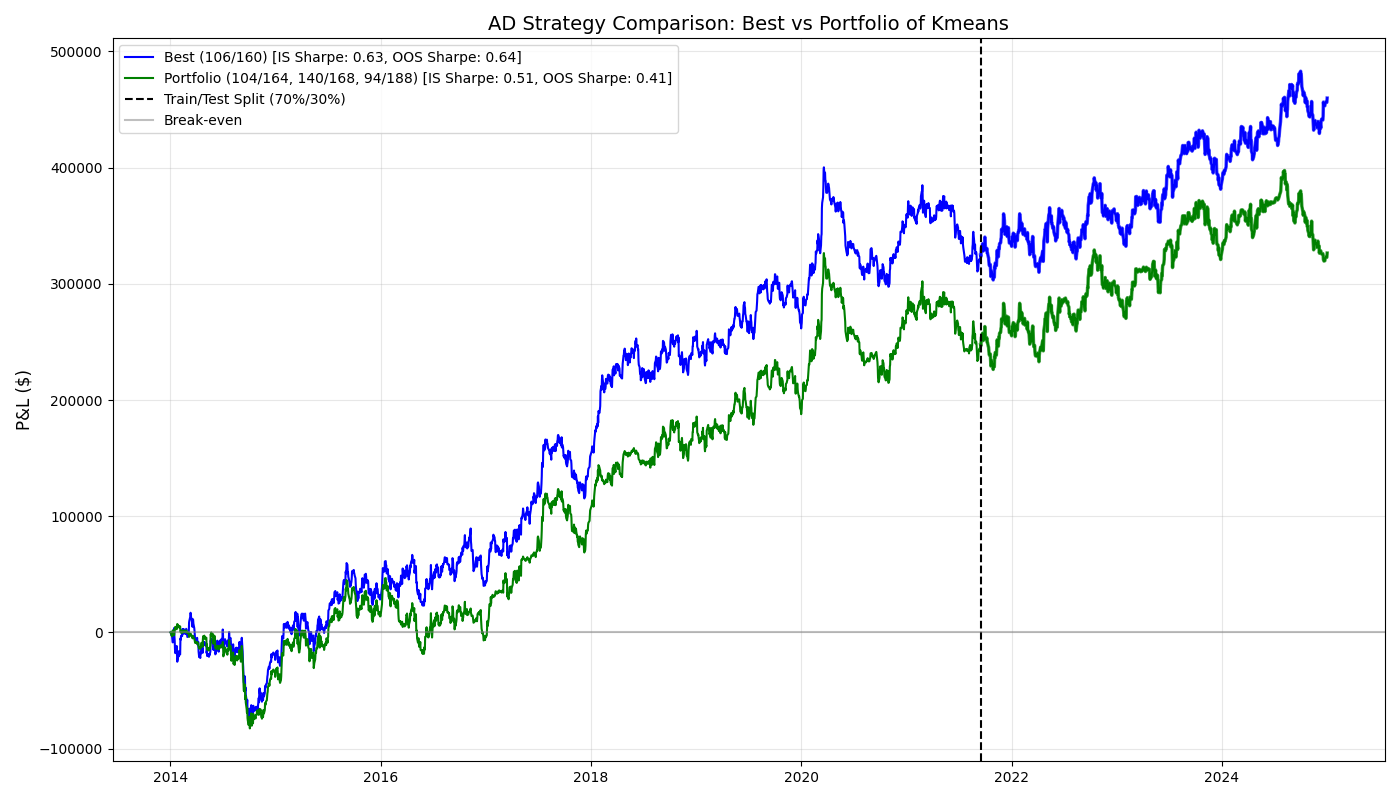 AD Strategy Comparison: Best vs Portfolio of Kmeans
Best (106/160) [IS Sharpe: 0.63, OOS Sharpe: 0.64]
Portfolio (104/164, 140/168, 94/188) [IS Sharpe: 0.51, OOS Sharpe: 0.41]
Train/Test Split (70%/30%)
Break-even
P&L ($)
500000
400000
300000
200000
100000
0
−100000
2014 2016 2018 2020 2022 2024